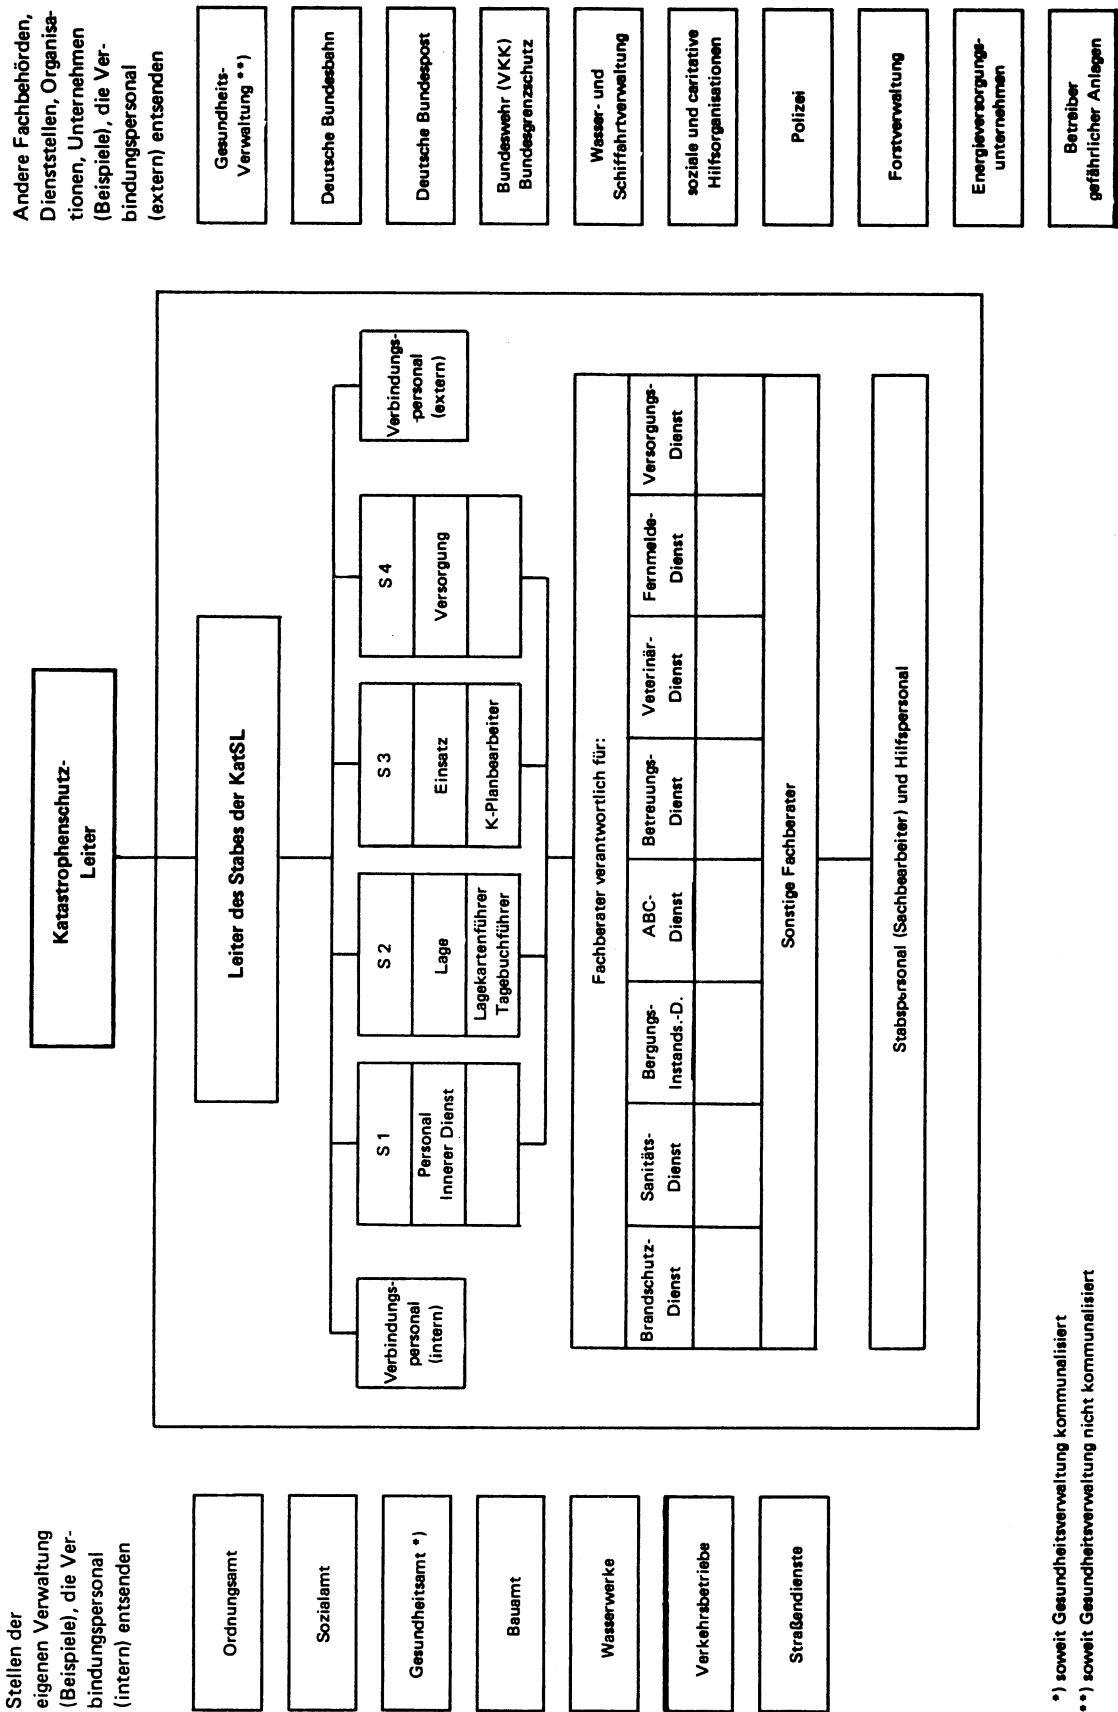 Stellen der
eigenen Verwaltung
(Beispiele), die Ver-
bindungspersonal
(intern) entsenden
Ordnungsamt
Sozialamt
Gesundheitsamt *)
Bauamt
Wasserwerke
Verkehrsbetriebe
Straßendienste
Katastrophenschutz-
Leiter
Leiter des Stabes der KatSL
Verbindungs-
personal
(intern)
S 1
Personal
Innerer Dienst
S 2
Lage
Lagekartenführer
Tagebuchführer
S 3
Einsatz
K-Planbearbeiter
S 4
Versorgung
Verbindungs-
-personal
(extern)
Fachberater verantwortlich für:
Brandschutz-
Dienst
Sanitäts-
Dienst
Bergungs-
Instands.-D.
ABC-
Dienst
Betreuungs-
Dienst
Veterinär-
Dienst
Fernmelde-
Dienst
Versorgungs-
Dienst
Sonstige Fachberater
Stabspersonal (Sachbearbeiter) und Hilfspersonal
Andere Fachbehörden,
Dienststellen, Organisa-
tionen, Unternehmen
(Beispiele), die Ver-
bindungspersonal
(extern) entsenden
Gesundheits-
Verwaltung **)
Deutsche Bundesbahn
Deutsche Bundespost
Bundeswehr (VKK)
Bundesgrenzschutz
Wasser- und
Schiffahrtverwaltung
soziale und caritative
Hilfsorganisationen
Polizei
Forstverwaltung
Energieversorgungs-
unternehmen
Betreiber
gefährlicher Anlagen
*) soweit Gesundheitsverwaltung kommunalisiert
**) soweit Gesundheitsverwaltung nicht kommunalisiert